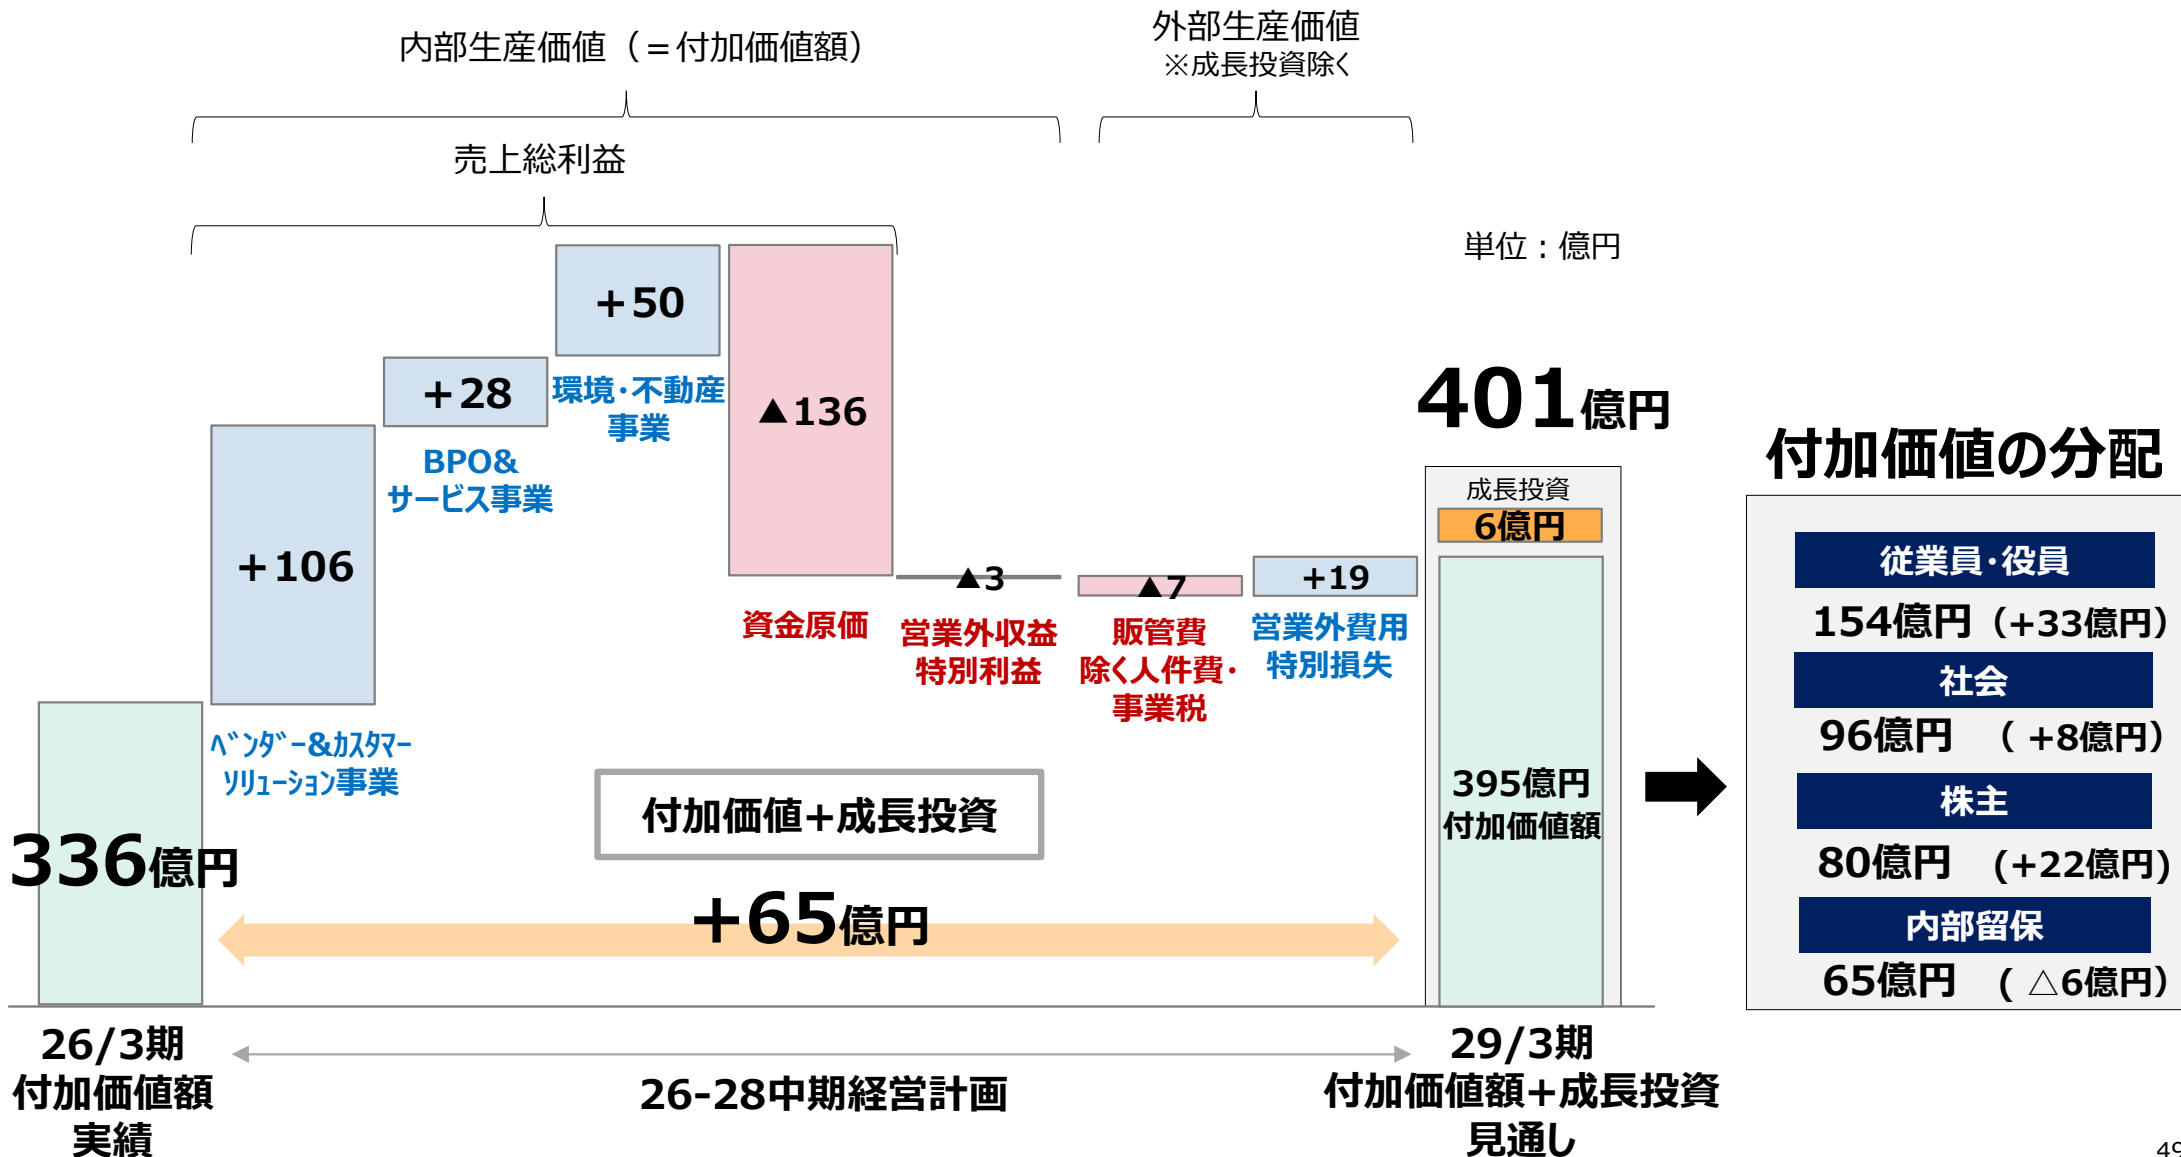 内部生産価値（＝付加価値額）
外部生産価値
※成長投資除く
売上総利益
単位：億円
＋50
＋28
＋106
▲136
▲3
▲7
+19
環境・不動産
事業
BPO&
サービス事業
ﾍﾞﾝﾀﾞｰ&ｶｽﾀﾏｰ
ｿﾘｭｰｼｮﾝ事業
資金原価
営業外収益
特別利益
販管費
除く人件費・
事業税
営業外費用
特別損失
401億円
成長投資
6億円
395億円
付加価値額
336億円
付加価値+成長投資
+65億円
付加価値の分配
従業員・役員
154億円（+33億円）
社会
96億円　（ +8億円）
株主
80億円　(+22億円)
内部留保
65億円　( △6億円）
26/3期
付加価値額
実績
26-28中期経営計画
29/3期
付加価値額+成長投資
見通し
49